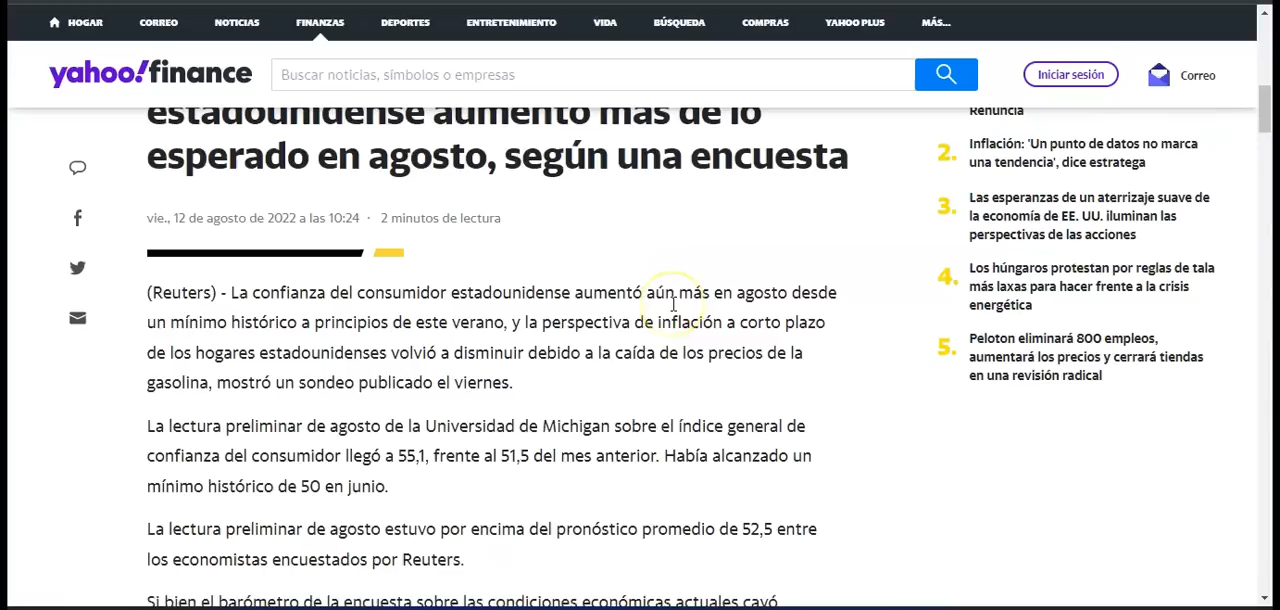 HOGAR CORREO NOTICIAS FINANZAS DEPORTES ENTRETENIMIENTO VIDA BÚSQUEDA COMPRAS YAHOO PLUS MÁS...
yahoo!finance Buscar noticias, símbolos o empresas Iniciar sesión Correo
estadounidense aumentó más de lo
esperado en agosto, según una encuesta
vie., 12 de agosto de 2022 a las 10:24 · 2 minutos de lectura
(Reuters) - La confianza del consumidor estadounidense aumentó aún más en agosto desde
un mínimo histórico a principios de este verano, y la perspectiva de inflación a corto plazo
de los hogares estadounidenses volvió a disminuir debido a la caída de los precios de la
gasolina, mostró un sondeo publicado el viernes.
La lectura preliminar de agosto de la Universidad de Michigan sobre el índice general de
confianza del consumidor llegó a 55,1, frente al 51,5 del mes anterior. Había alcanzado un
mínimo histórico de 50 en junio.
La lectura preliminar de agosto estuvo por encima del pronóstico promedio de 52,5 entre
los economistas encuestados por Reuters.
Si bien el barómetro de la encuesta sobre las condiciones económicas actuales cayó
Renuncia
2. Inflación: 'Un punto de datos no marca
una tendencia', dice estratega
3. Las esperanzas de un aterrizaje suave de
la economía de EE. UU. iluminan las
perspectivas de las acciones
4. Los húngaros protestan por reglas de tala
más laxas para hacer frente a la crisis
energética
5. Peloton eliminará 800 empleos,
aumentará los precios y cerrará tiendas
en una revisión radical